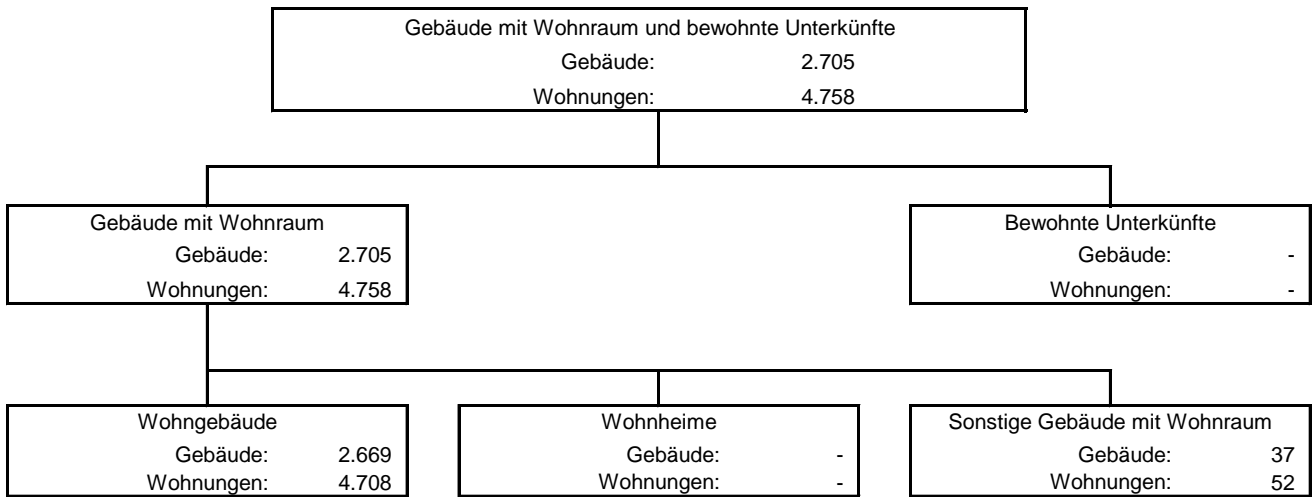 Gebäude mit Wohnraum und bewohnte Unterkünfte
Gebäude: 2.705
Wohnungen: 4.758
Gebäude mit Wohnraum
Gebäude: 2.705
Wohnungen: 4.758
Bewohnte Unterkünfte
Gebäude: -
Wohnungen: -
Wohngebäude
Gebäude: 2.669
Wohnungen: 4.708
Wohnheime
Gebäude: -
Wohnungen: -
Sonstige Gebäude mit Wohnraum
Gebäude: 37
Wohnungen: 52